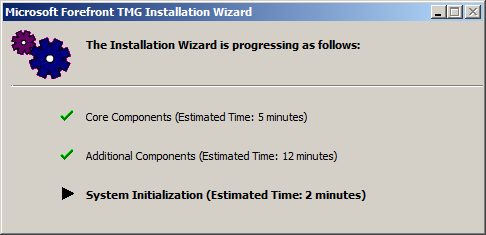 Microsoft Forefront TMG Installation Wizard
The Installation Wizard is progressing as follows:
Core Components (Estimated Time: 5 minutes)
Additional Components (Estimated Time: 12 minutes)
System Initialization (Estimated Time: 2 minutes)